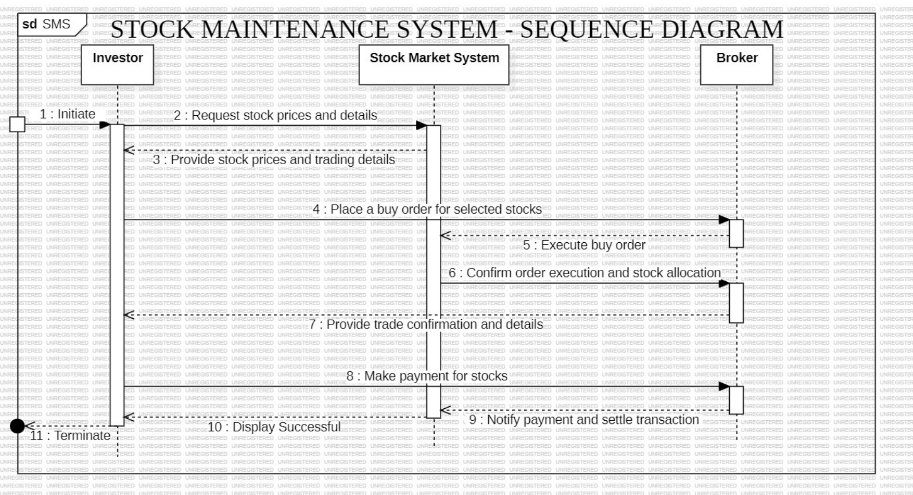 sd SMS
STOCK MAINTENANCE SYSTEM - SEQUENCE DIAGRAM
Investor
Stock Market System
Broker
1 : Initiate
2 : Request stock prices and details
3 : Provide stock prices and trading details
4 : Place a buy order for selected stocks
5 : Execute buy order
6 : Confirm order execution and stock allocation
7 : Provide trade confirmation and details
8 : Make payment for stocks
9 : Notify payment and settle transaction
10 : Display Successful
11 : Terminate
UNREGISTERED